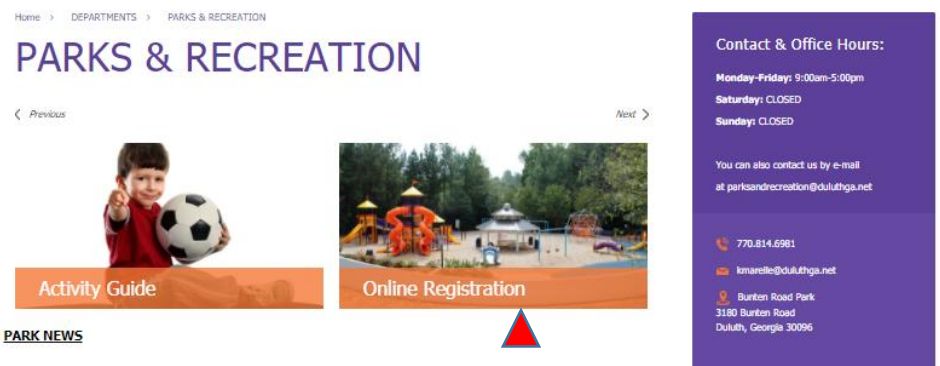 Home > DEPARTMENTS > PARKS & RECREATION
PARKS & RECREATION
Previous
Next
Activity Guide
Online Registration
PARK NEWS
Contact & Office Hours:
Monday-Friday: 9:00am-5:00pm
Saturday: CLOSED
Sunday: CLOSED
You can also contact us by e-mail
at parksandrecreation@duluthga.net
770.814.6981
kmarelle@duluthga.net
Bunten Road Park
3180 Bunten Road
Duluth, Georgia 30096